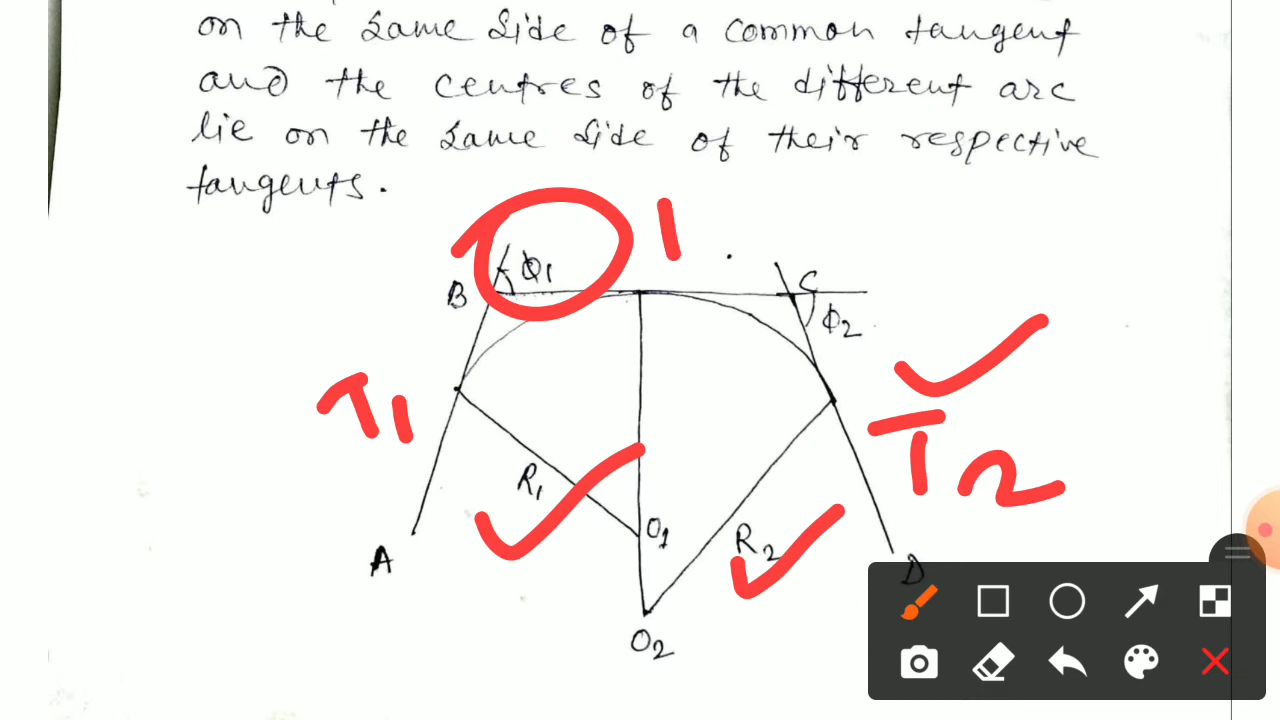 on the same side of a common tangent
and the centres of the different arc
lie on the same side of their respective
tangents.
1
B ϕ1 C
ϕ2
T1
T2
R1
O1
R2
A D
O2